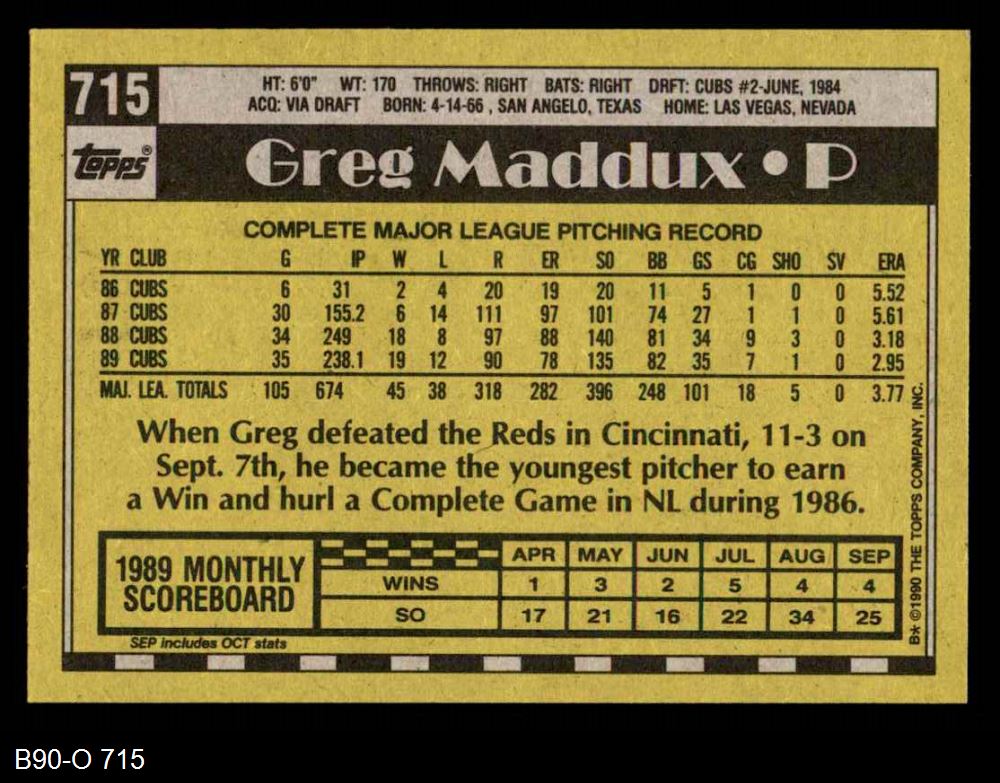 715
HT: 6'0" WT: 170 THROWS: RIGHT BATS: RIGHT DRFT: CUBS #2-JUNE, 1984
ACQ: VIA DRAFT BORN: 4-14-66 , SAN ANGELO, TEXAS HOME: LAS VEGAS, NEVADA
Topps®
Greg Maddux • P
COMPLETE MAJOR LEAGUE PITCHING RECORD
YR CLUB G IP W L R ER SO BB GS CG SHO SV ERA
86 CUBS 6 31 2 4 20 19 20 11 5 1 0 0 5.52
87 CUBS 30 155.2 6 14 111 97 101 74 27 1 1 0 5.61
88 CUBS 34 249 18 8 97 88 140 81 34 9 3 0 3.18
89 CUBS 35 238.1 19 12 90 78 135 82 35 7 1 0 2.95
MAJ. LEA. TOTALS 105 674 45 38 318 282 396 248 101 18 5 0 3.77
When Greg defeated the Reds in Cincinnati, 11-3 on
Sept. 7th, he became the youngest pitcher to earn
a Win and hurl a Complete Game in NL during 1986.
1989 MONTHLY
SCOREBOARD
APR MAY JUN JUL AUG SEP
WINS 1 3 2 5 4 4
SO 17 21 16 22 34 25
SEP includes OCT stats
B* ©1990 THE TOPPS COMPANY, INC.
B90-O 715